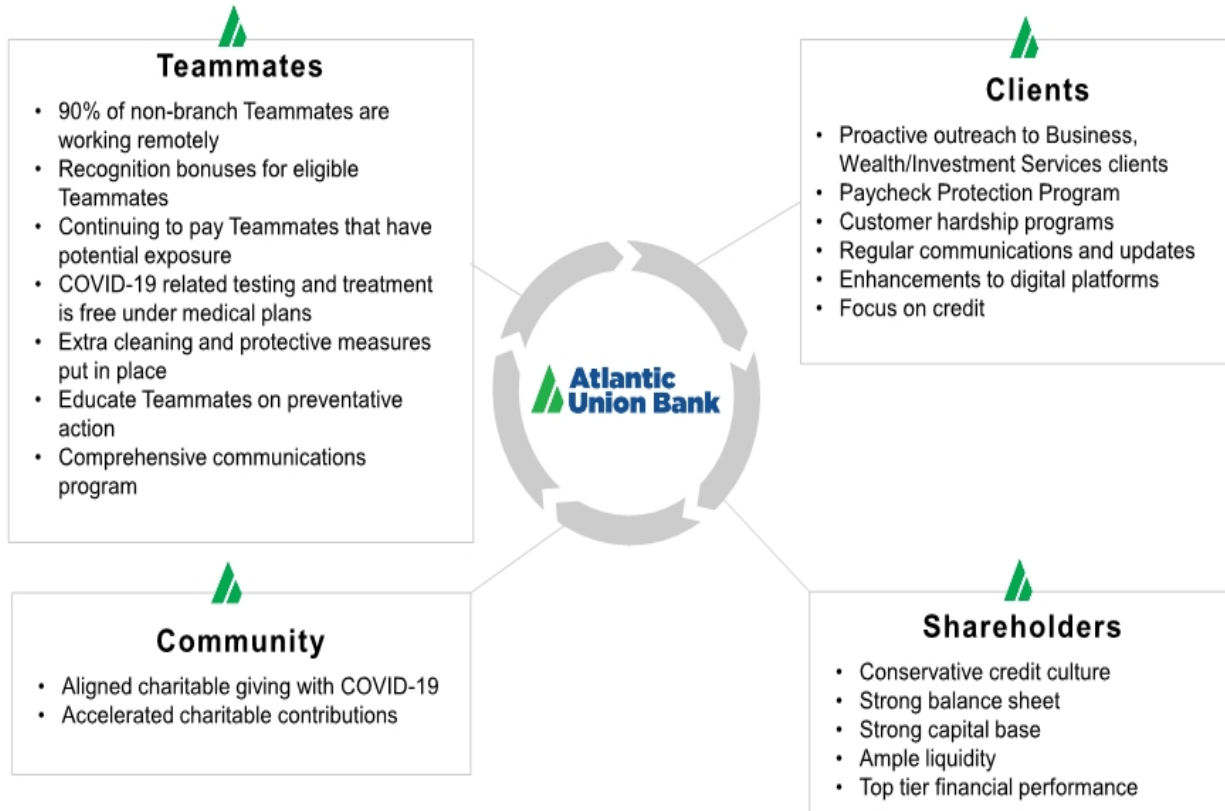 Teammates
• 90% of non-branch Teammates are
working remotely
• Recognition bonuses for eligible
Teammates
• Continuing to pay Teammates that have
potential exposure
• COVID-19 related testing and treatment
is free under medical plans
• Extra cleaning and protective measures
put in place
• Educate Teammates on preventative
action
• Comprehensive communications
program
Clients
• Proactive outreach to Business,
Wealth/Investment Services clients
• Paycheck Protection Program
• Customer hardship programs
• Regular communications and updates
• Enhancements to digital platforms
• Focus on credit
Atlantic
Union Bank
Community
• Aligned charitable giving with COVID-19
• Accelerated charitable contributions
Shareholders
• Conservative credit culture
• Strong balance sheet
• Strong capital base
• Ample liquidity
• Top tier financial performance